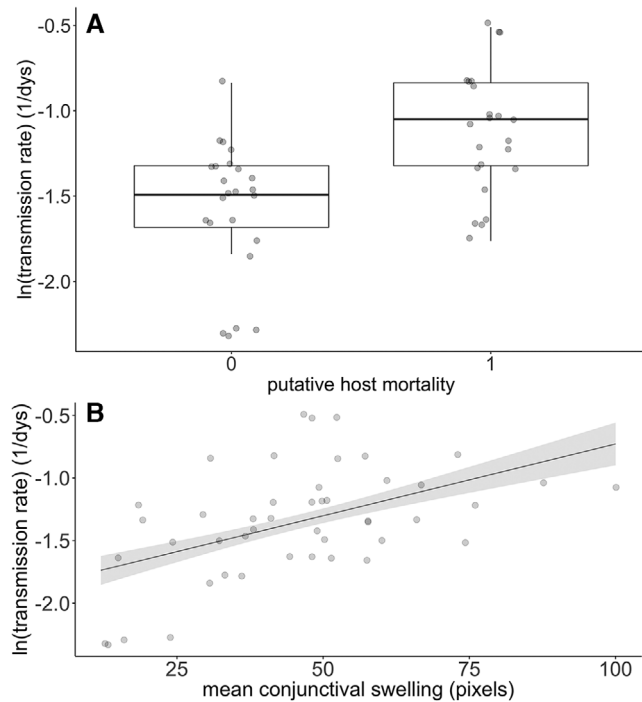 A
ln(transmission rate) (1/dys)
-0.5
-1.0
-1.5
-2.0
0 1
putative host mortality
B
ln(transmission rate) (1/dys)
-0.5
-1.0
-1.5
-2.0
25 50 75 100
mean conjunctival swelling (pixels)